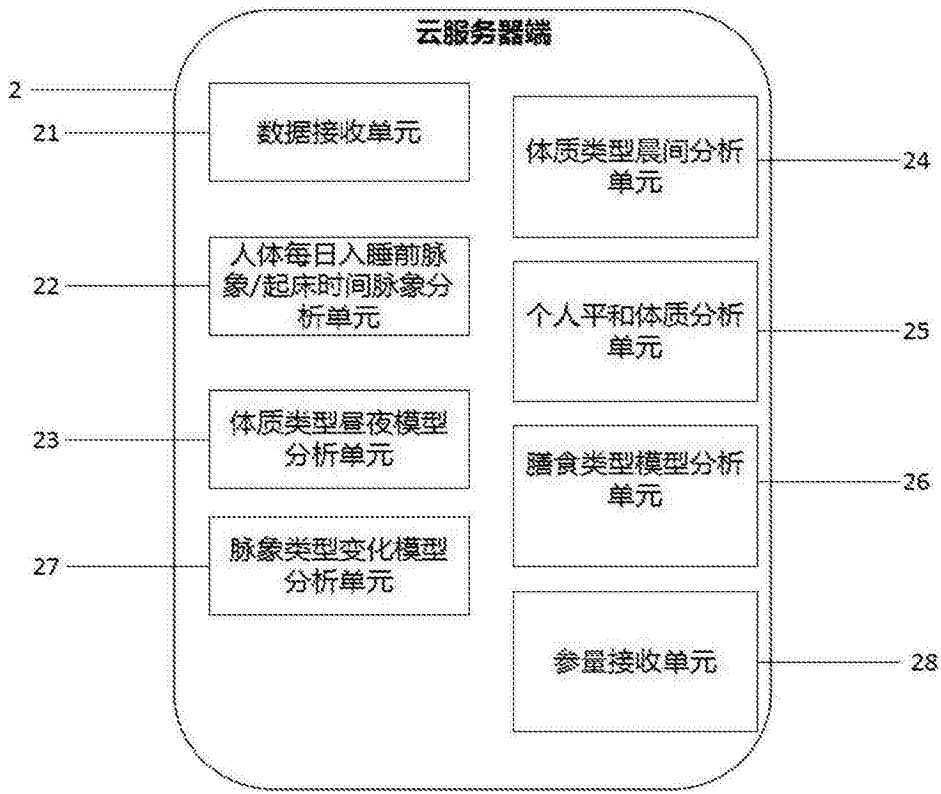 云服务器端
2
21
数据接收单元
22
人体每日入睡前脉
象/起床时间脉象分
析单元
23
体质类型昼夜模型
分析单元
27
脉象类型变化模型
分析单元
体质类型晨间分析
单元
24
个人平和体质分析
单元
25
膳食类型模型分析
单元
26
参量接收单元
28